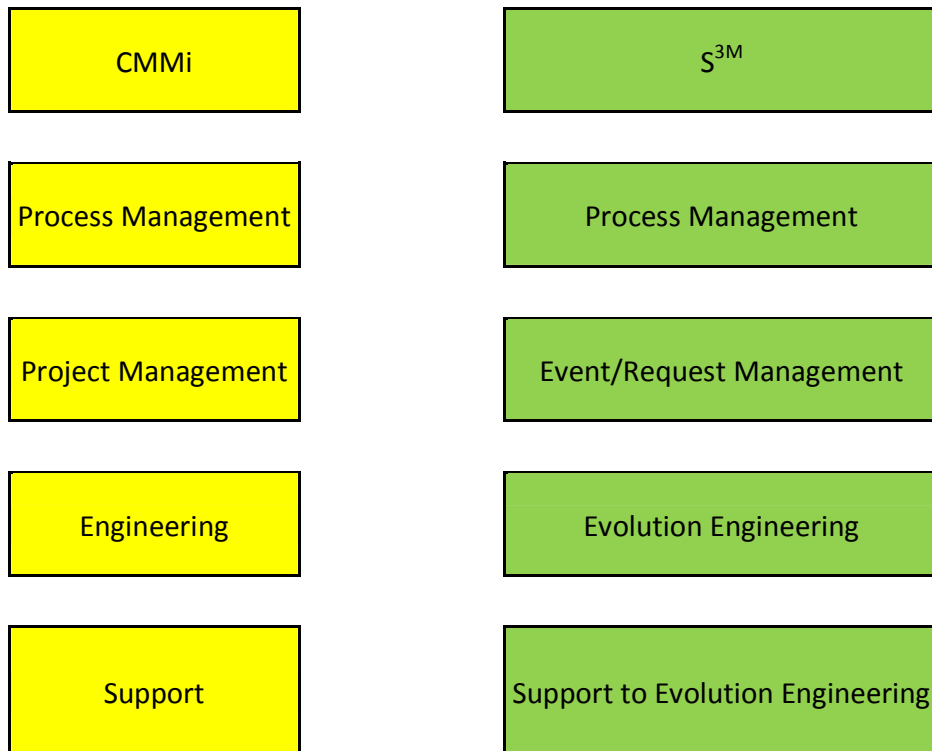 CMMi
S3M
Process Management
Process Management
Project Management
Event/Request Management
Engineering
Evolution Engineering
Support
Support to Evolution Engineering